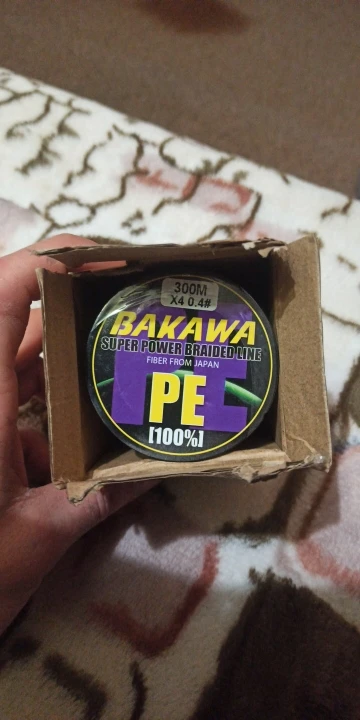 300M
X4 0.4#
BAKAWA
SUPER POWER BRAIDED LINE
FIBER FROM JAPAN
PE
[100%]